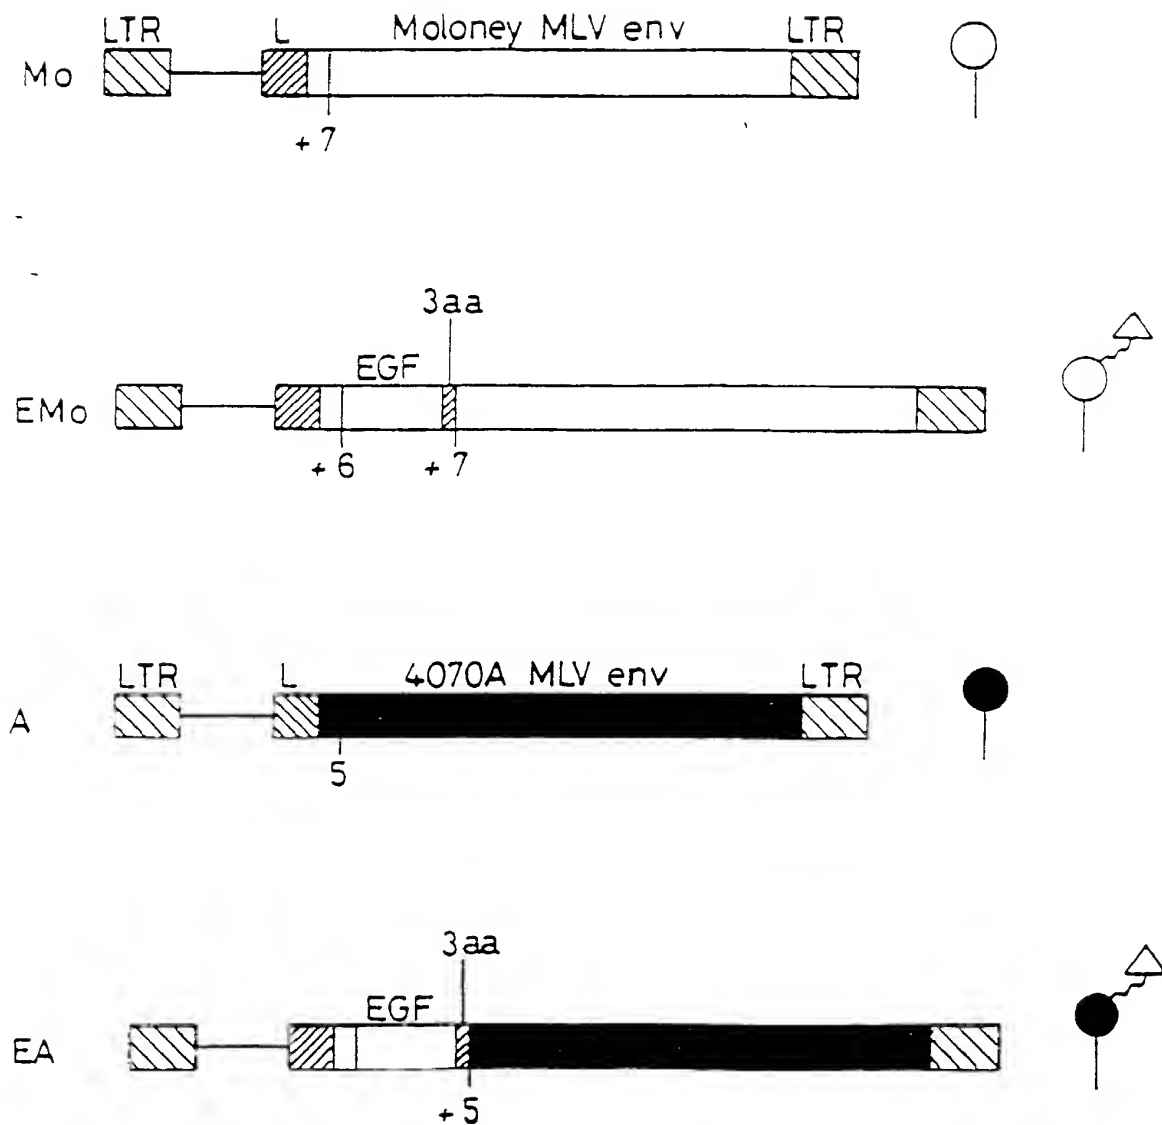 LTR L Moloney MLV env LTR
Mo
+7
3aa
EGF
EMo
+6 +7
LTR L 4070A MLV env LTR
A
5
3aa
EGF
EA
+5